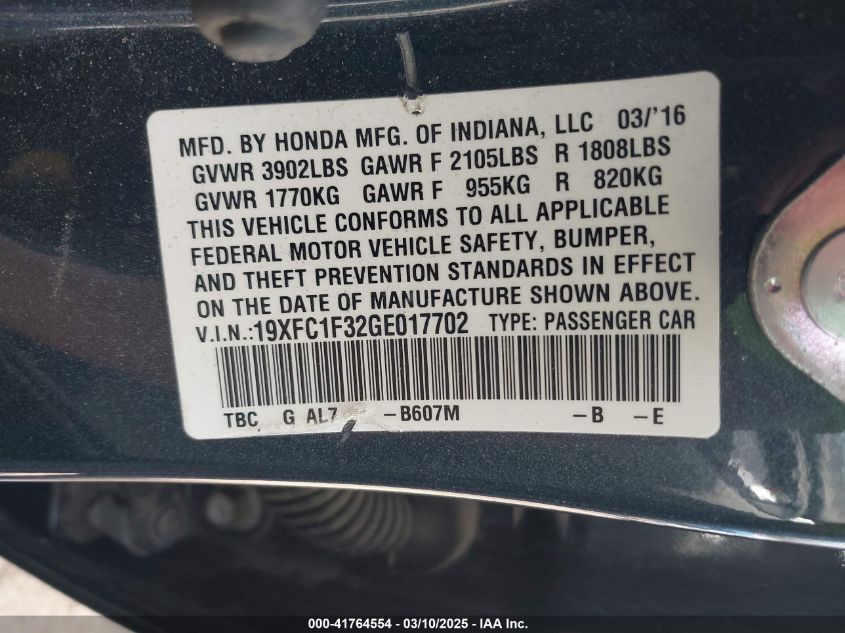 MFD. BY HONDA MFG. OF INDIANA, LLC 03/'16
GVWR 3902LBS GAWR F 2105LBS R 1808LBS
GVWR 1770KG GAWR F 955KG R 820KG
THIS VEHICLE CONFORMS TO ALL APPLICABLE
FEDERAL MOTOR VEHICLE SAFETY, BUMPER,
AND THEFT PREVENTION STANDARDS IN EFFECT
ON THE DATE OF MANUFACTURE SHOWN ABOVE.
V.I.N.:19XFC1F32GE017702 TYPE: PASSENGER CAR
TBC G AL7 -B607M -B -E
000-41764554 - 03/10/2025 - IAA Inc.